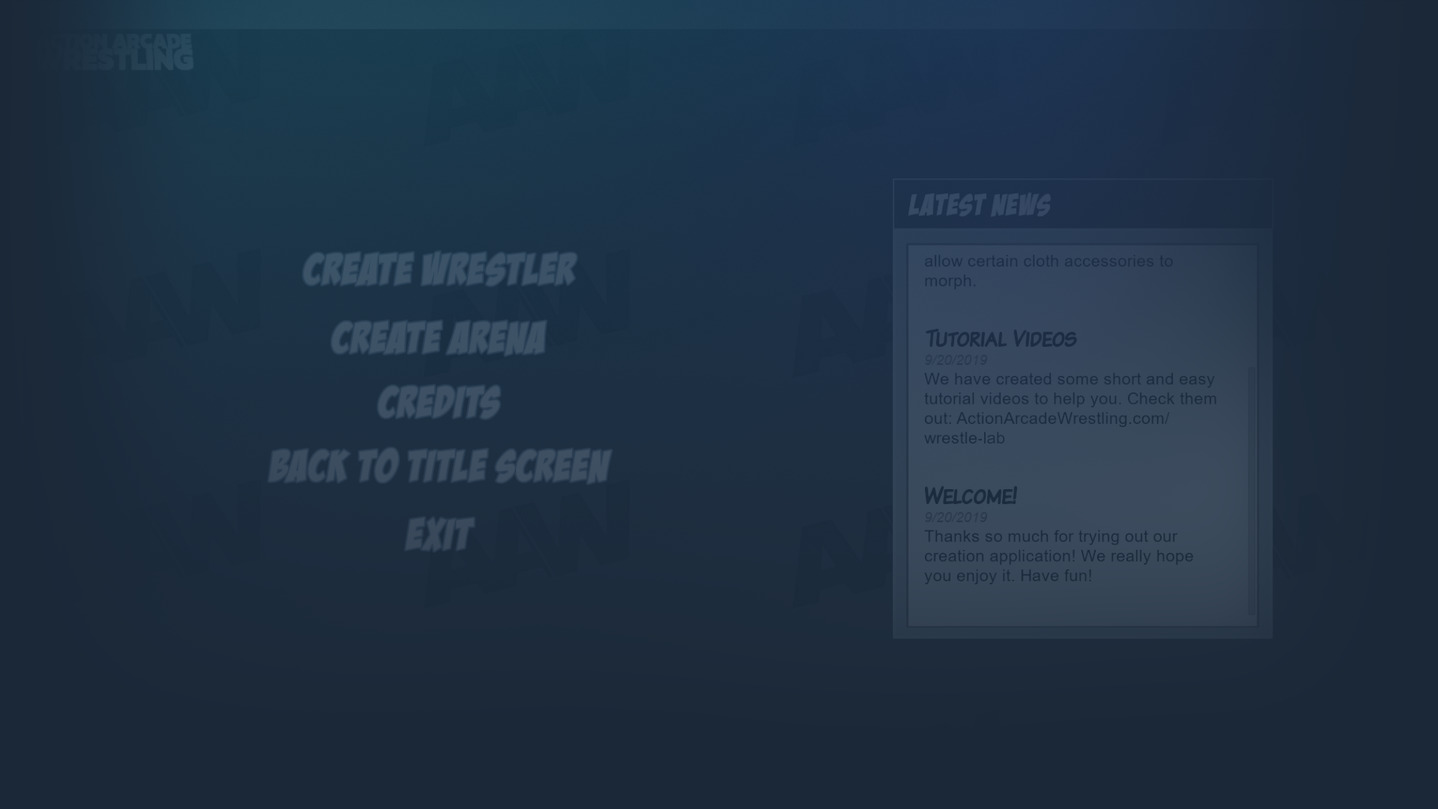 ACTION ARCADE
WRESTLING
CREATE WRESTLER
CREATE ARENA
CREDITS
BACK TO TITLE SCREEN
EXIT
LATEST NEWS
allow certain cloth accessories to
morph.
TUTORIAL VIDEOS
9/20/2019
We have created some short and easy
tutorial videos to help you. Check them
out: ActionArcadeWrestling.com/
wrestle-lab
WELCOME!
9/20/2019
Thanks so much for trying out our
creation application! We really hope
you enjoy it. Have fun!